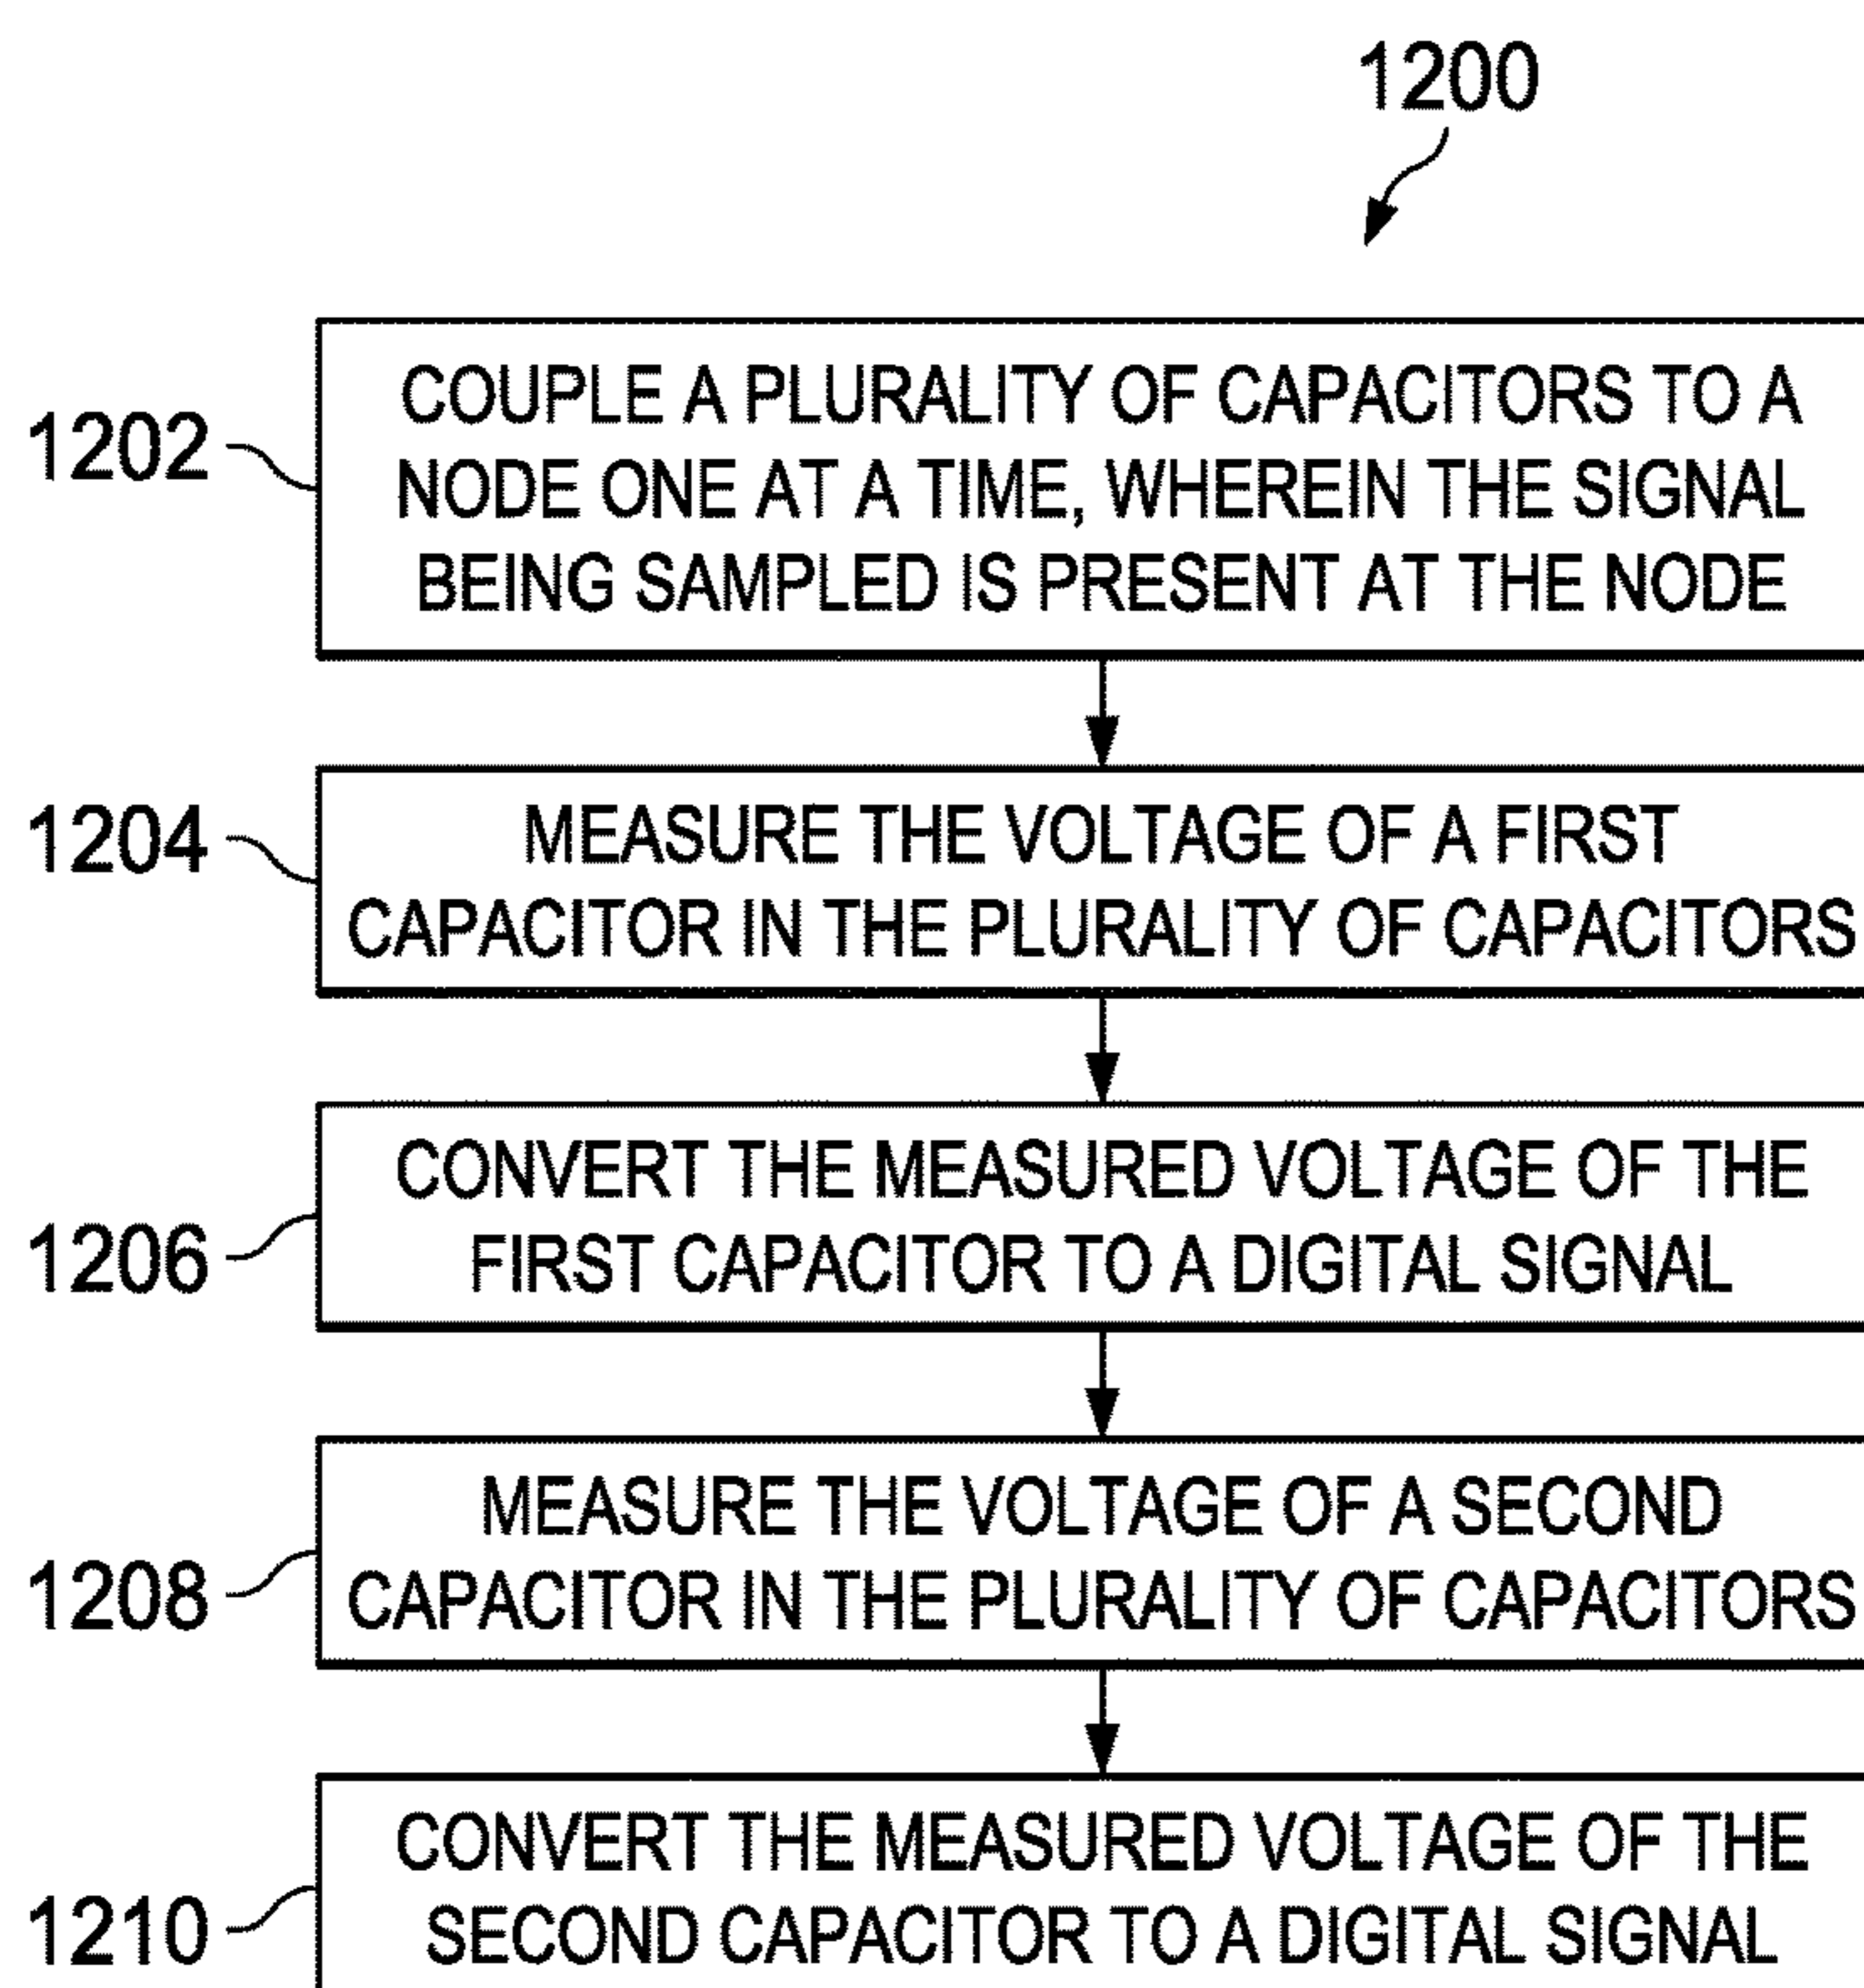 1200
1202
COUPLE A PLURALITY OF CAPACITORS TO A
NODE ONE AT A TIME, WHEREIN THE SIGNAL
BEING SAMPLED IS PRESENT AT THE NODE
1204
MEASURE THE VOLTAGE OF A FIRST
CAPACITOR IN THE PLURALITY OF CAPACITORS
1206
CONVERT THE MEASURED VOLTAGE OF THE
FIRST CAPACITOR TO A DIGITAL SIGNAL
1208
MEASURE THE VOLTAGE OF A SECOND
CAPACITOR IN THE PLURALITY OF CAPACITORS
1210
CONVERT THE MEASURED VOLTAGE OF THE
SECOND CAPACITOR TO A DIGITAL SIGNAL